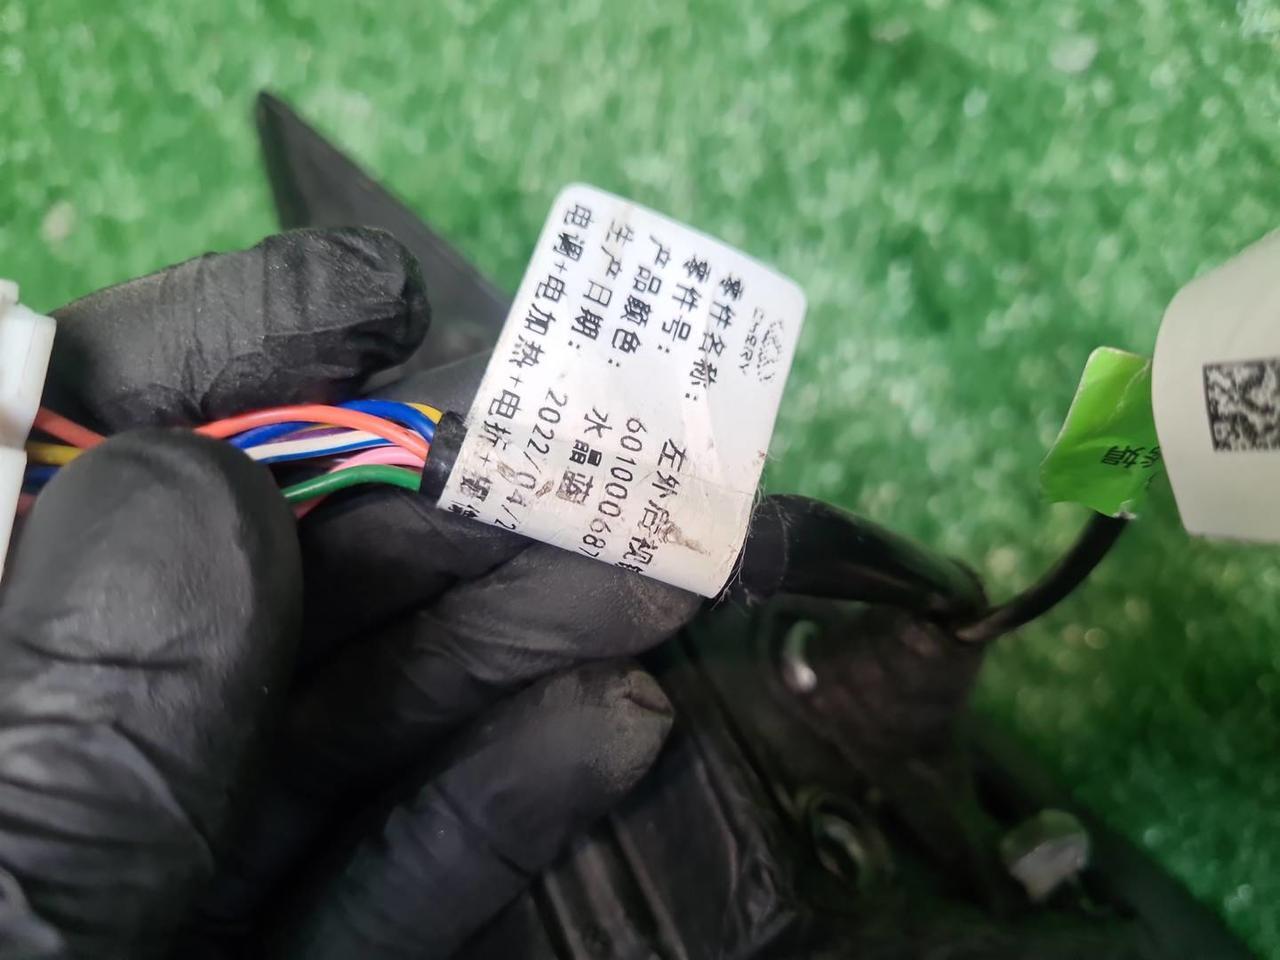 CHERY
零件名称: 左外后视
零件号: 601000687
产品颜色: 水晶蓝
生产日期: 2022/04/2
电调+电加热+电折+